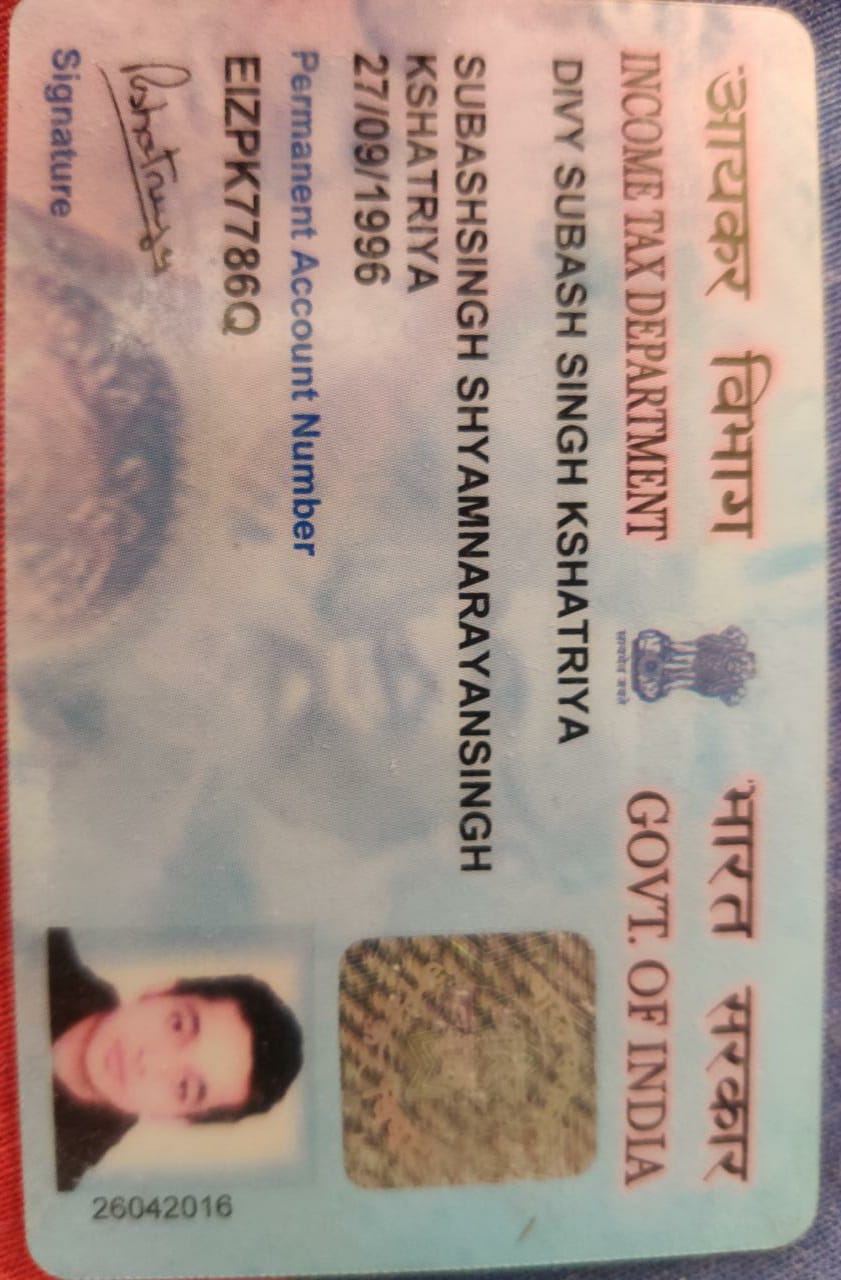 आयकर विभाग
INCOME TAX DEPARTMENT
भारत सरकार
GOVT. OF INDIA
सत्यमेव जयते
DIVY SUBASH SINGH KSHATRIYA
SUBASHSINGH SHYAMNARAYANSINGH
KSHATRIYA
27/09/1996
Permanent Account Number
EIZPK7786Q
Signature
26042016